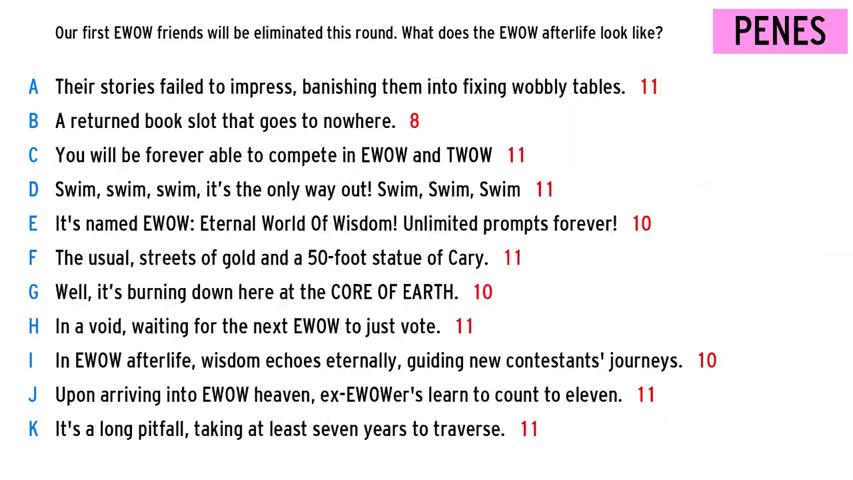 Our first EWOW friends will be eliminated this round. What does the EWOW afterlife look like?
PENES
A Their stories failed to impress, banishing them into fixing wobbly tables. 11
B A returned book slot that goes to nowhere. 8
C You will be forever able to compete in EWOW and TWOW 11
D Swim, swim, swim, it’s the only way out! Swim, Swim, Swim 11
E It's named EWOW: Eternal World Of Wisdom! Unlimited prompts forever! 10
F The usual, streets of gold and a 50-foot statue of Cary. 11
G Well, it’s burning down here at the CORE OF EARTH. 10
H In a void, waiting for the next EWOW to just vote. 11
I In EWOW afterlife, wisdom echoes eternally, guiding new contestants' journeys. 10
J Upon arriving into EWOW heaven, ex-EWOWer's learn to count to eleven. 11
K It's a long pitfall, taking at least seven years to traverse. 11